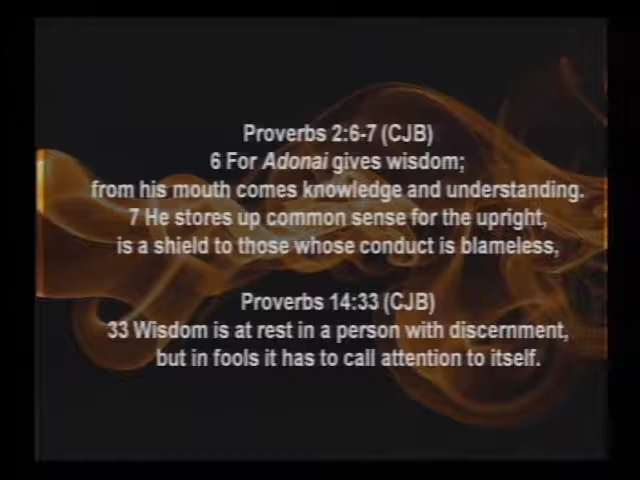 Proverbs 2:6-7 (CJB)
6 For Adonai gives wisdom;
from his mouth comes knowledge and understanding.
7 He stores up common sense for the upright,
is a shield to those whose conduct is blameless,
Proverbs 14:33 (CJB)
33 Wisdom is at rest in a person with discernment,
but in fools it has to call attention to itself.